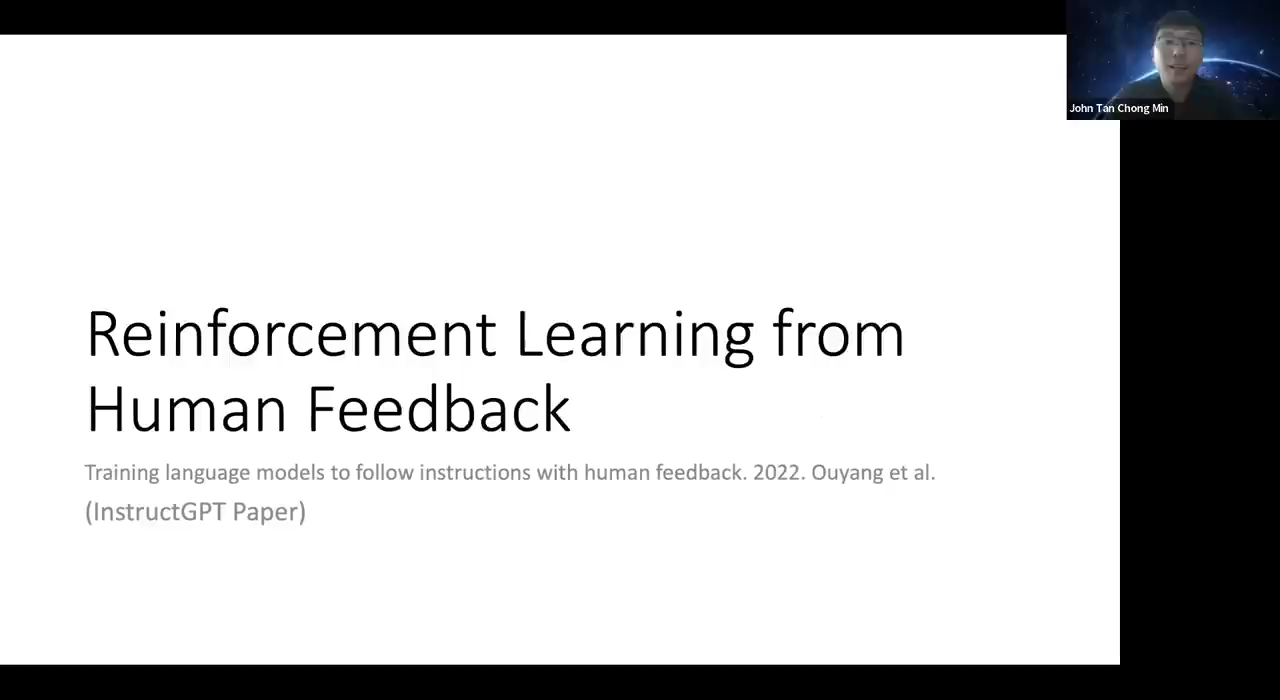 John Tan Chong Min
Reinforcement Learning from
Human Feedback
Training language models to follow instructions with human feedback. 2022. Ouyang et al.
(InstructGPT Paper)